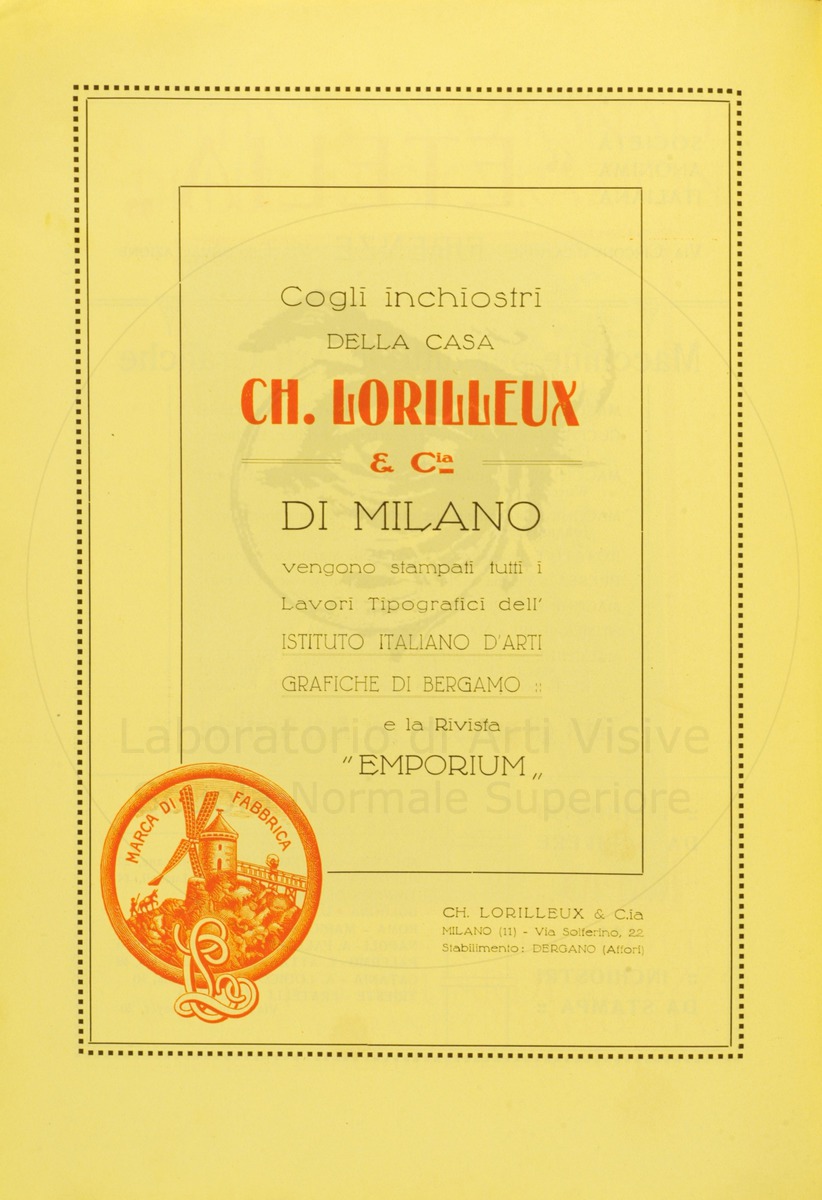 Cogli inchiostri
DELLA CASA
CH. LORILLEUX
& Cia
DI MILANO
vengono stampati tutti i
Lavori Tipografici dell'
ISTITUTO ITALIANO D'ARTI
GRAFICHE DI BERGAMO ::
e la Rivista
"EMPORIUM„
Laboratorio di Arti Visive
Normale Superiore
MARCA DI FABBRICA
CH. LORILLEUX & C.ia
MILANO (11) - Via Solferino, 22
Stabilimento: DERGANO (Affori)